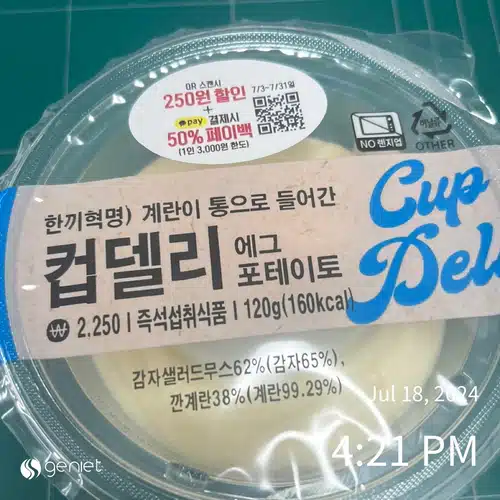 QR 스캔시
250원 할인
7/3~7/31일
+
pay 결제시
50% 페이백
(1인 3,000원 한도)
NO 렌지업
OTHER
한끼혁명) 계란이 통으로 들어간
컵델리 에그
포테이토
Cup
Deli
₩ 2,250 I 즉석섭취식품 I 120g(160kcal)
감자샐러드무스62%(감자65%),
깐계란38%(계란99.29%)
Jul 18, 2024
4:21 PM
geniet